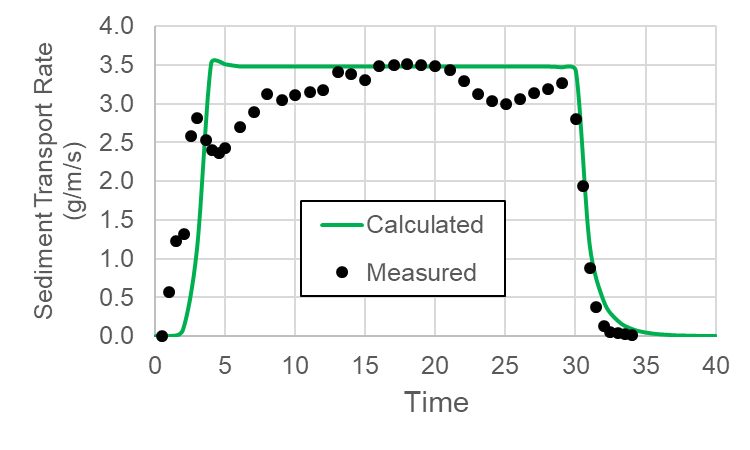 Sediment Transport Rate
(g/m/s)
4.0
3.5
3.0
2.5
2.0
1.5
1.0
0.5
0.0
Calculated
Measured
0 5 10 15 20 25 30 35 40
Time